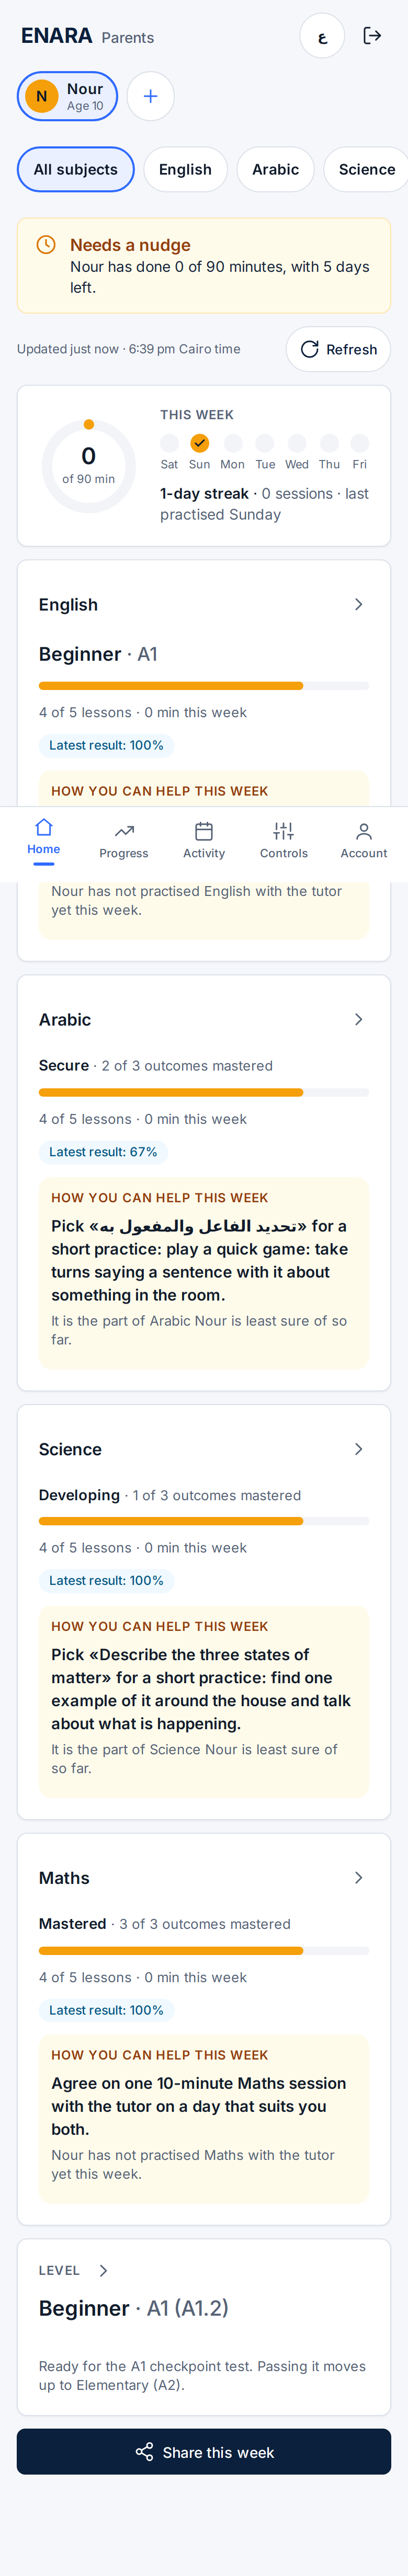 ENARA Parents
ع
N
Nour
Age 10
All subjects
English
Arabic
Science
Needs a nudge
Nour has done 0 of 90 minutes, with 5 days
left.
Updated just now · 6:39 pm Cairo time
Refresh
0
of 90 min
THIS WEEK
Sat Sun Mon Tue Wed Thu Fri
1-day streak · 0 sessions · last
practised Sunday
English
Beginner · A1
4 of 5 lessons · 0 min this week
Latest result: 100%
HOW YOU CAN HELP THIS WEEK
Home
Progress
Activity
Controls
Account
Nour has not practised English with the tutor
yet this week.
Arabic
Secure · 2 of 3 outcomes mastered
4 of 5 lessons · 0 min this week
Latest result: 67%
HOW YOU CAN HELP THIS WEEK
Pick «تحديد الفاعل والمفعول به» for a
short practice: play a quick game: take
turns saying a sentence with it about
something in the room.
It is the part of Arabic Nour is least sure of so
far.
Science
Developing · 1 of 3 outcomes mastered
4 of 5 lessons · 0 min this week
Latest result: 100%
HOW YOU CAN HELP THIS WEEK
Pick «Describe the three states of
matter» for a short practice: find one
example of it around the house and talk
about what is happening.
It is the part of Science Nour is least sure of
so far.
Maths
Mastered · 3 of 3 outcomes mastered
4 of 5 lessons · 0 min this week
Latest result: 100%
HOW YOU CAN HELP THIS WEEK
Agree on one 10-minute Maths session
with the tutor on a day that suits you
both.
Nour has not practised Maths with the tutor
yet this week.
LEVEL
Beginner · A1 (A1.2)
Ready for the A1 checkpoint test. Passing it moves
up to Elementary (A2).
Share this week